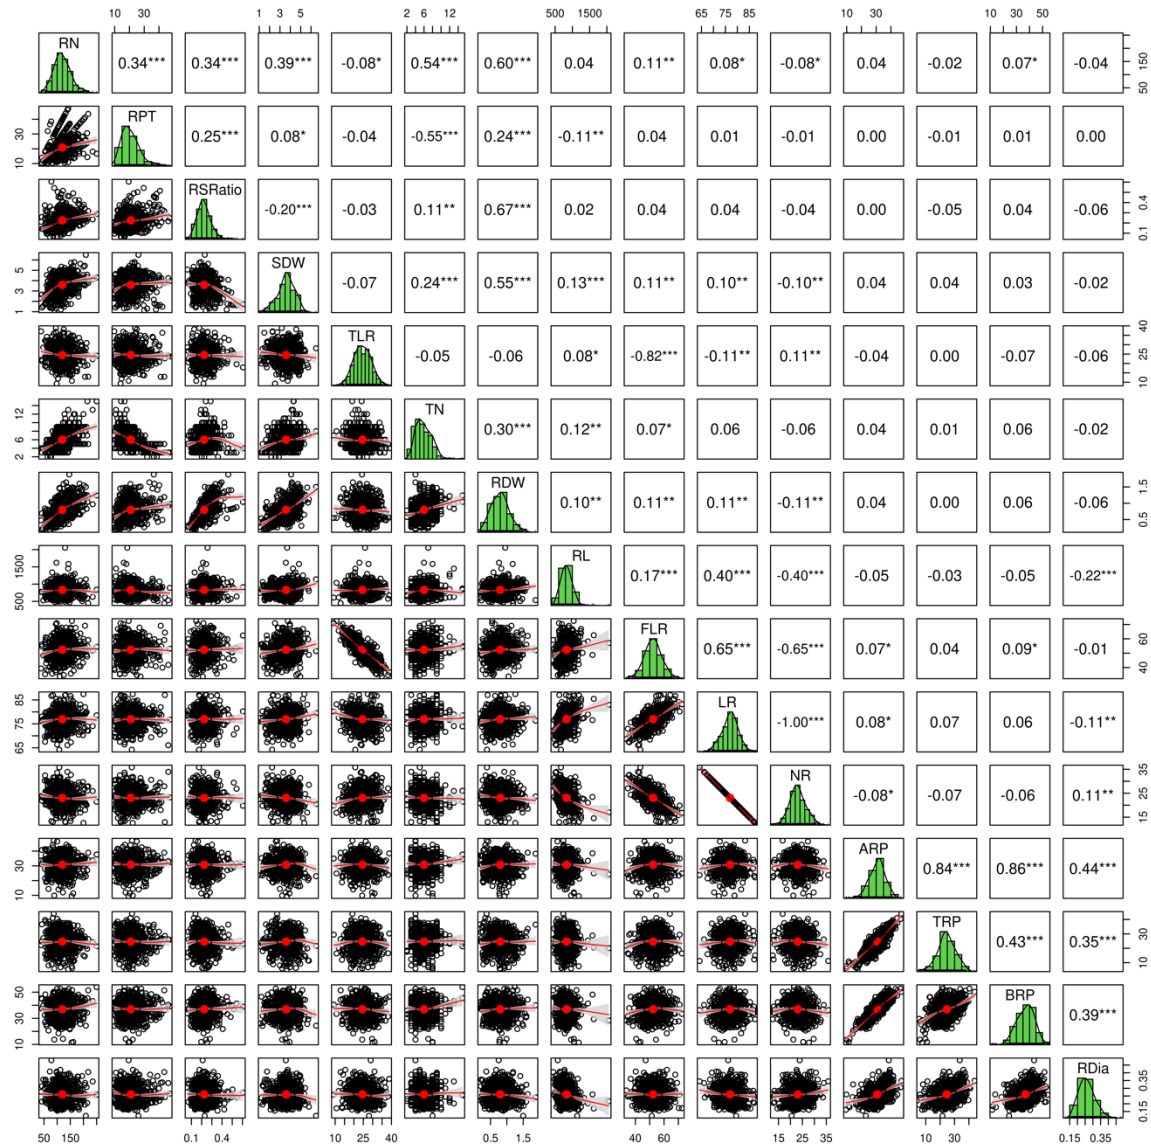 10 30 1 3 5 2 6 12 500 1500 65 75 85 10 30 10 30 50
RN 0.34*** 0.34*** 0.39*** -0.08* 0.54*** 0.60*** 0.04 0.11** 0.08* -0.08* 0.04 -0.02 0.07* -0.04 50 150
10 30 RPT 0.25*** 0.08* -0.04 -0.55*** 0.24*** -0.11** 0.04 0.01 -0.01 0.00 -0.01 0.01 0.00
RSRatio -0.20*** -0.03 0.11** 0.67*** 0.02 0.04 0.04 -0.04 0.00 -0.05 0.04 -0.06 0.1 0.4
1 3 5 SDW -0.07 0.24*** 0.55*** 0.13*** 0.11** 0.10** -0.10** 0.04 0.04 0.03 -0.02
TLR -0.05 -0.06 0.08* -0.82*** -0.11** 0.11** -0.04 0.00 -0.07 -0.06 10 25 40
2 6 12 TN 0.30*** 0.12** 0.07* 0.06 -0.06 0.04 0.01 0.06 -0.02
RDW 0.10** 0.11** 0.11** -0.11** 0.04 0.00 0.06 -0.06 0.5 1.5
500 1500 RL 0.17*** 0.40*** -0.40*** -0.05 -0.03 -0.05 -0.22***
FLR 0.65*** -0.65*** 0.07* 0.04 0.09* -0.01 40 60
65 75 85 LR -1.00*** 0.08* 0.07 0.06 -0.11**
NR -0.08* -0.07 -0.06 0.11** 15 25 35
10 30 ARP 0.84*** 0.86*** 0.44***
TRP 0.43*** 0.35*** 10 30
10 30 50 BRP 0.39***
RDia 0.15 0.35
50 150 0.1 0.4 10 20 30 40 0.5 1.5 40 60 15 25 35 10 30 0.15 0.35